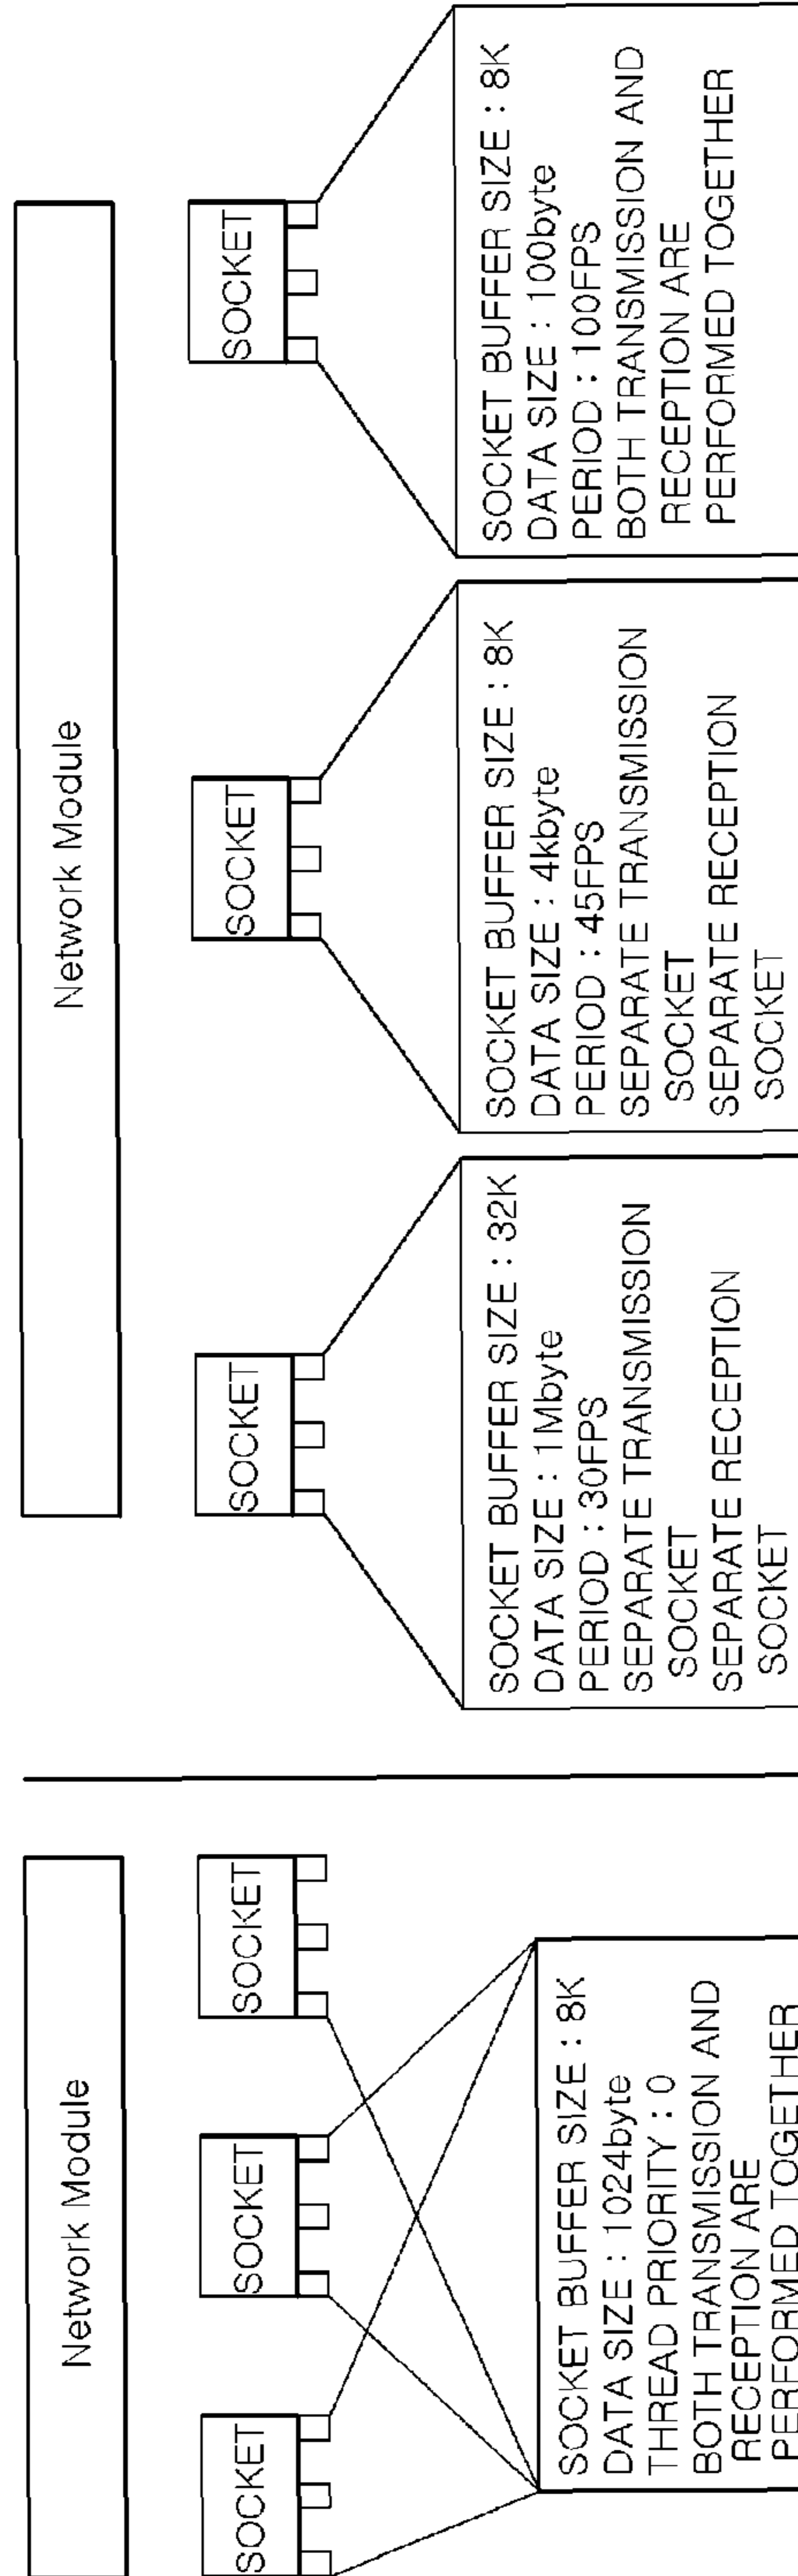 Network Module
SOCKET
SOCKET
SOCKET
SOCKET BUFFER SIZE : 8K
DATA SIZE : 1024byte
THREAD PRIORITY : 0
BOTH TRANSMISSION AND
RECEPTION ARE
PERFORMED TOGETHER
Network Module
SOCKET
SOCKET
SOCKET
SOCKET BUFFER SIZE : 32K
DATA SIZE : 1Mbyte
PERIOD : 30FPS
SEPARATE TRANSMISSION
SOCKET
SEPARATE RECEPTION
SOCKET
SOCKET BUFFER SIZE : 8K
DATA SIZE : 4kbyte
PERIOD : 45FPS
SEPARATE TRANSMISSION
SOCKET
SEPARATE RECEPTION
SOCKET
SOCKET BUFFER SIZE : 8K
DATA SIZE : 100byte
PERIOD : 100FPS
BOTH TRANSMISSION AND
RECEPTION ARE
PERFORMED TOGETHER